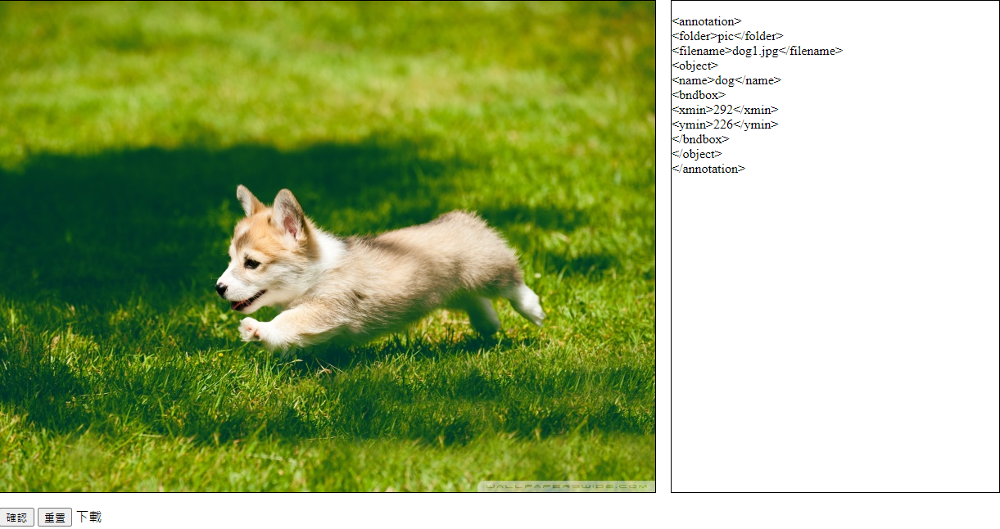 <annotation>
<folder>pic</folder>
<filename>dog1.jpg</filename>
<object>
<name>dog</name>
<bndbox>
<xmin>292</xmin>
<ymin>226</ymin>
</bndbox>
</object>
</annotation>
WALLPAPERSWIDE.COM
確認 重置 下載